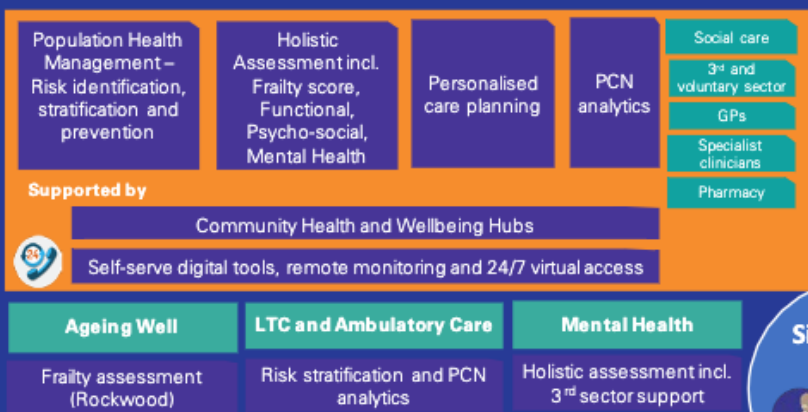 Population Health
Management –
Risk identification,
stratification and
prevention
Holistic
Assessment incl.
Frailty score,
Functional,
Psycho-social,
Mental Health
Personalised
care planning
PCN
analytics
Social care
3rd and
voluntary sector
GPs
Specialist
clinicians
Pharmacy
Supported by
Community Health and Wellbeing Hubs
24
Self-serve digital tools, remote monitoring and 24/7 virtual access
Ageing Well
LTC and Ambulatory Care
Mental Health
Frailty assessment
(Rockwood)
Risk stratification and PCN
analytics
Holistic assessment incl.
3rd sector support